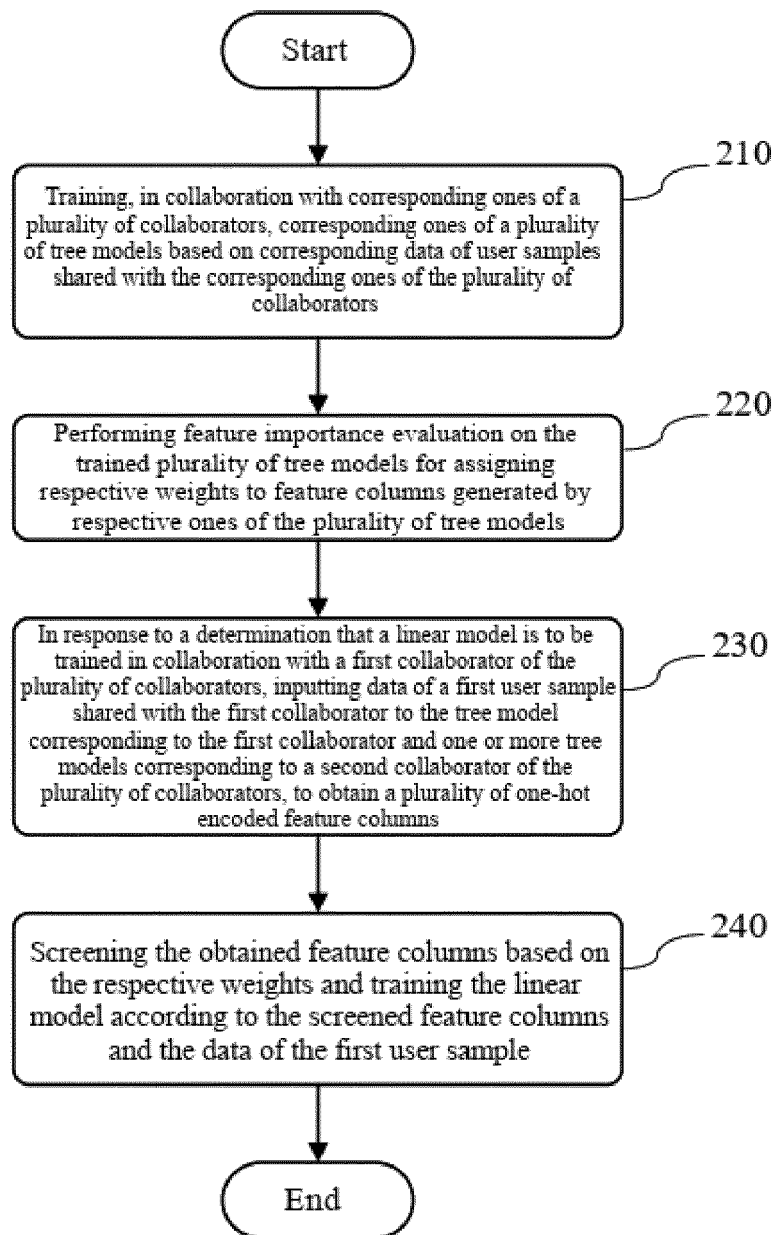 Start
210
Training, in collaboration with corresponding ones of a
plurality of collaborators, corresponding ones of a plurality
of tree models based on corresponding data of user samples
shared with the corresponding ones of the plurality of
collaborators
220
Performing feature importance evaluation on the
trained plurality of tree models for assigning
respective weights to feature columns generated by
respective ones of the plurality of tree models
230
In response to a determination that a linear model is to be
trained in collaboration with a first collaborator of the
plurality of collaborators, inputting data of a first user sample
shared with the first collaborator to the tree model
corresponding to the first collaborator and one or more tree
models corresponding to a second collaborator of the
plurality of collaborators, to obtain a plurality of one-hot
encoded feature columns
240
Screening the obtained feature columns based on
the respective weights and training the linear
model according to the screened feature columns
and the data of the first user sample
End